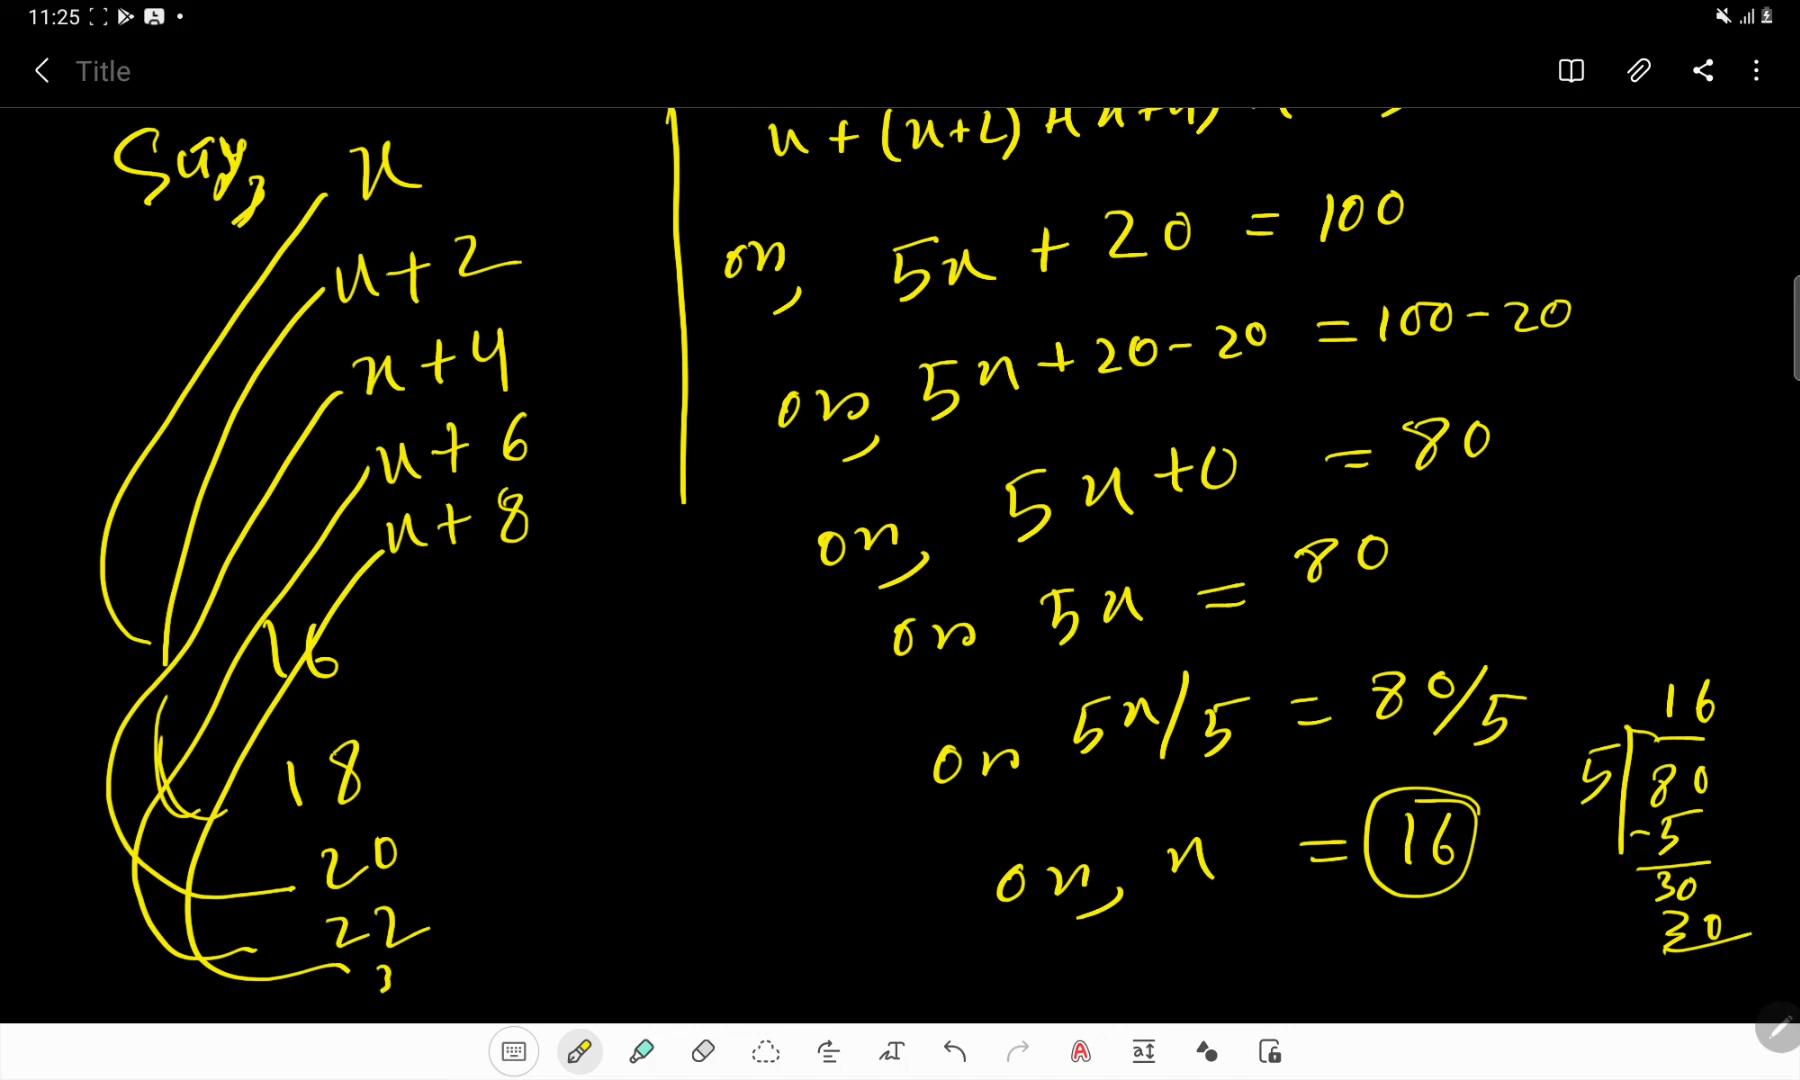 11:25
Title
Say, x
x + 2
x + 4
x + 6
x + 8
16
18
20
22
x + (x+2) + (x+4)
or, 5x + 20 = 100
or, 5x + 20 - 20 = 100 - 20
or, 5x + 0 = 80
or 5x = 80
or 5x/5 = 80/5
or, x = 16
16
5 80
-5
30
30